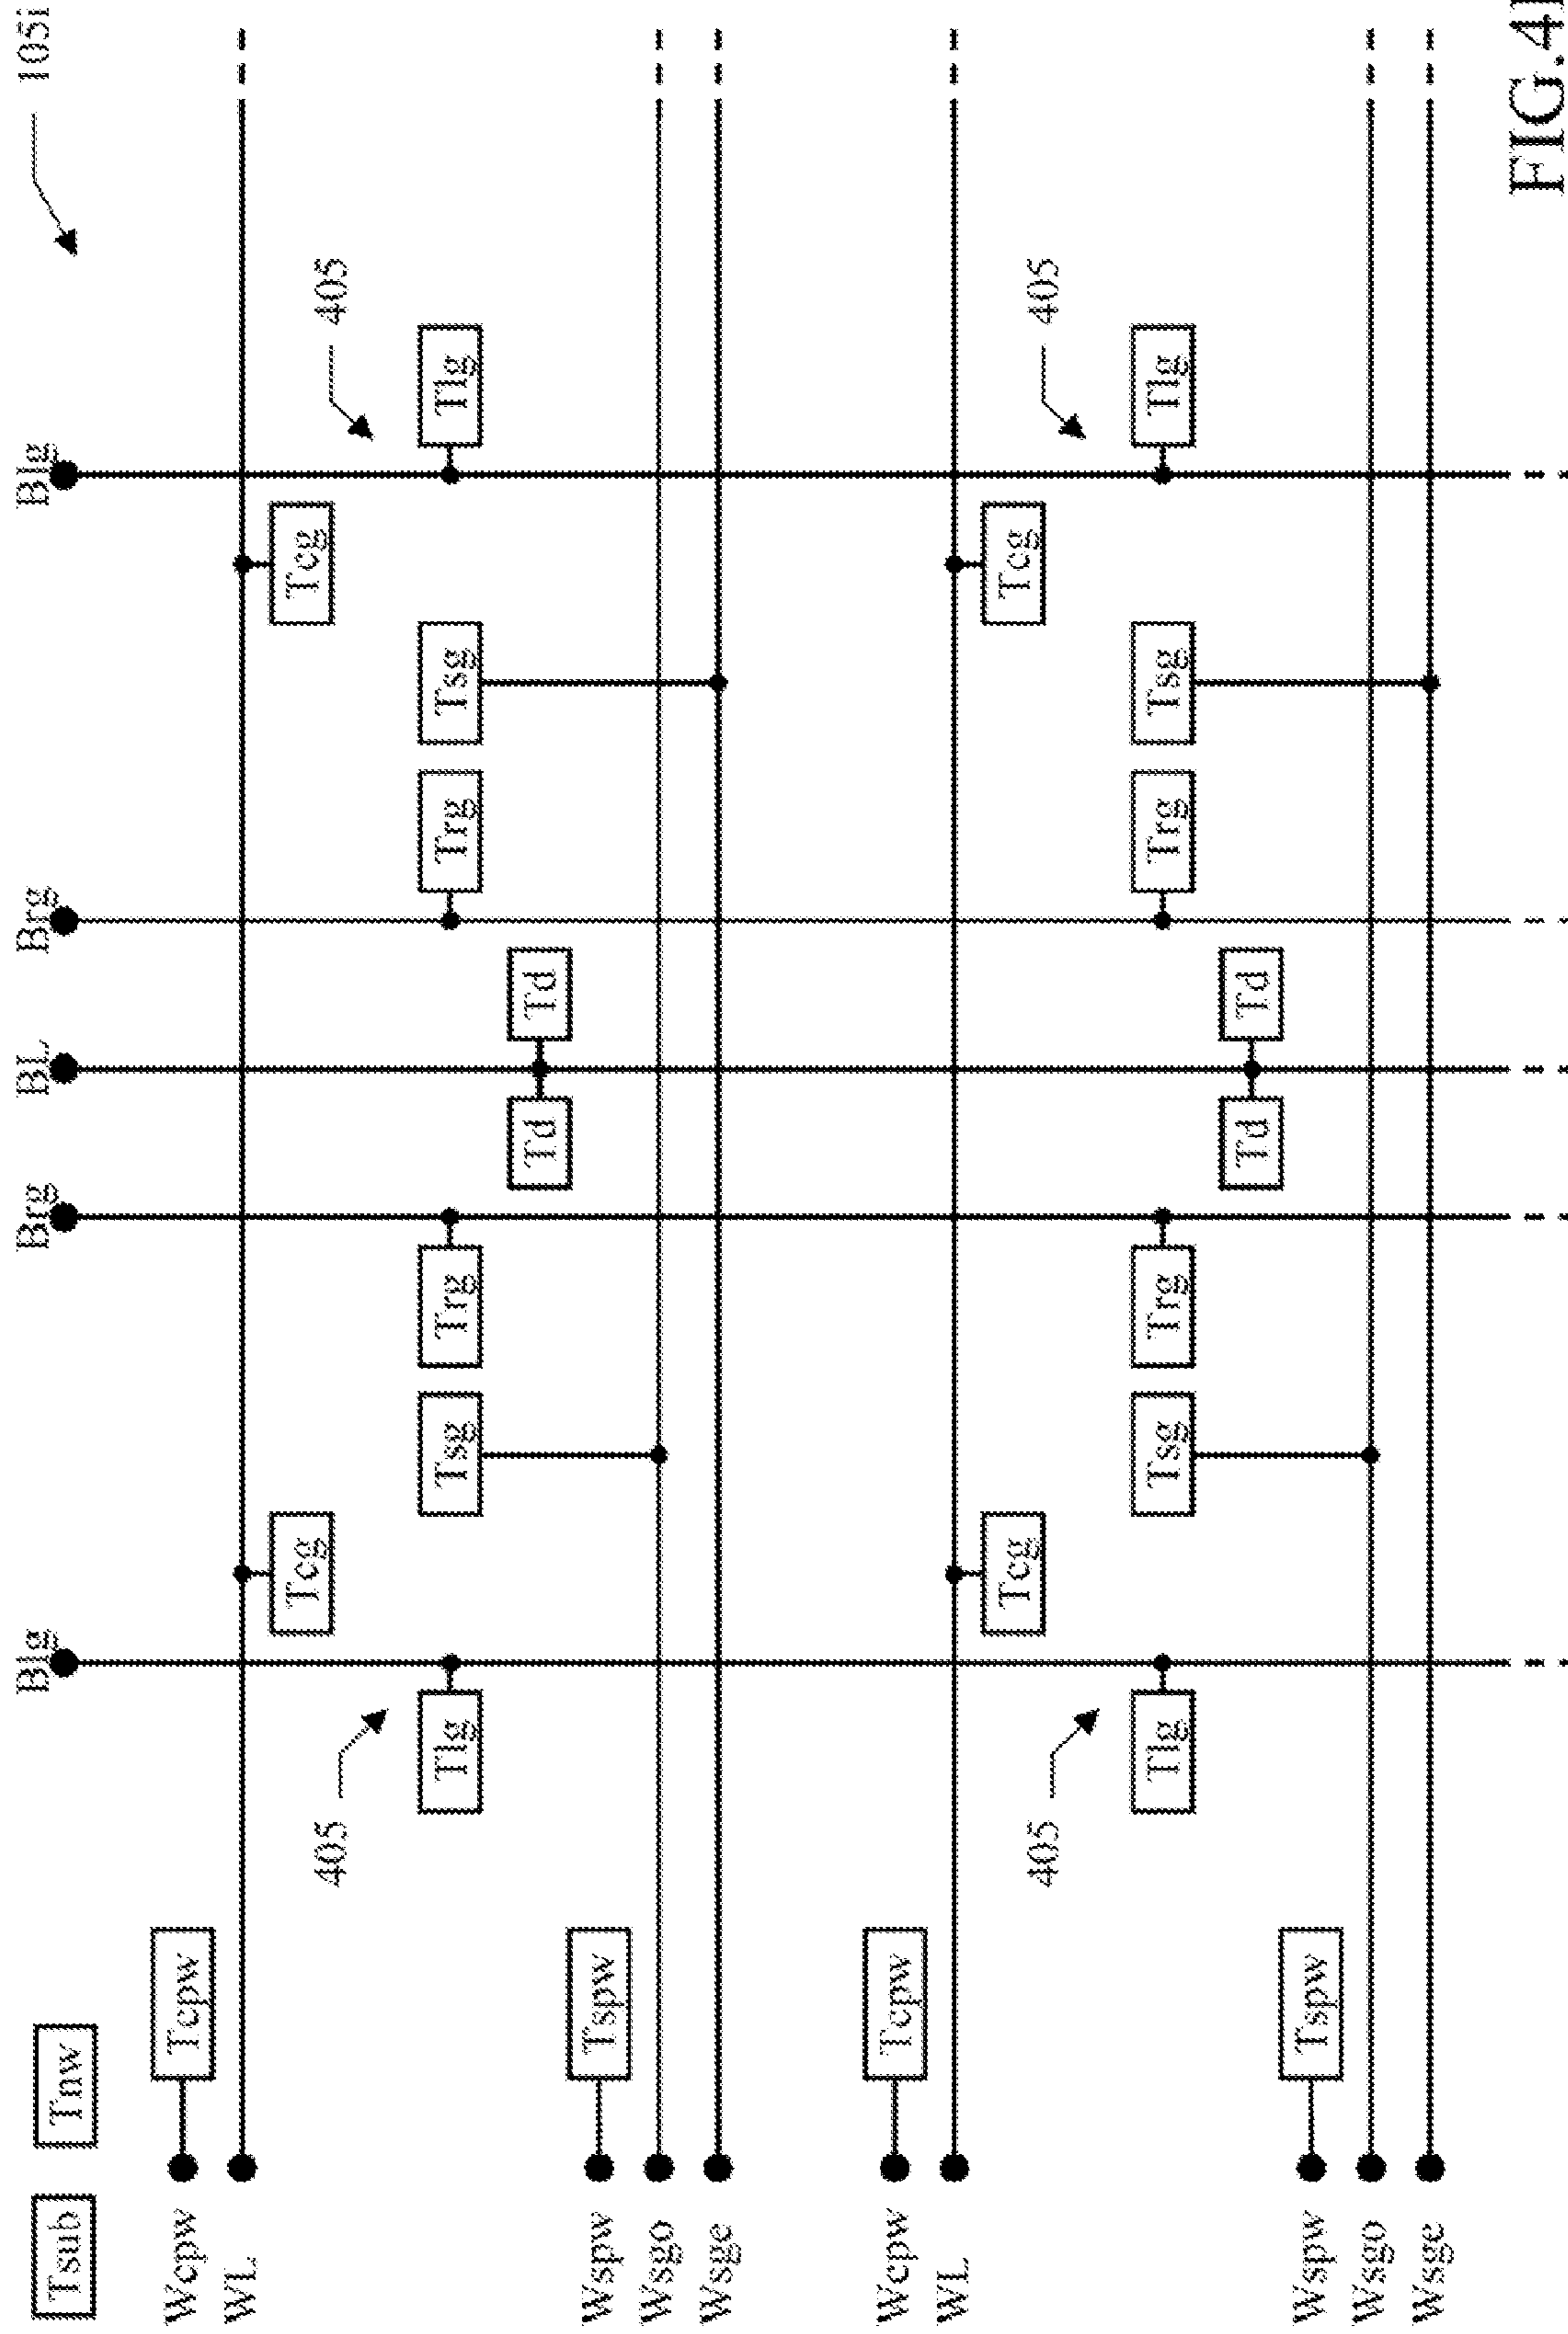 Blg Brg BL Brg Blg 105i
Tsub Tnw
Wcpw Tcpw
WL
Tcg Tcg
405 405
Tlg Tsg Trg Trg Tsg Tlg
Td Td
Wspw Tspw
Wsgo
Wsge
Wcpw Tcpw
WL
Tcg Tcg
405 405
Tlg Tsg Trg Trg Tsg Tlg
Td Td
Wspw Tspw
Wsgo
Wsge